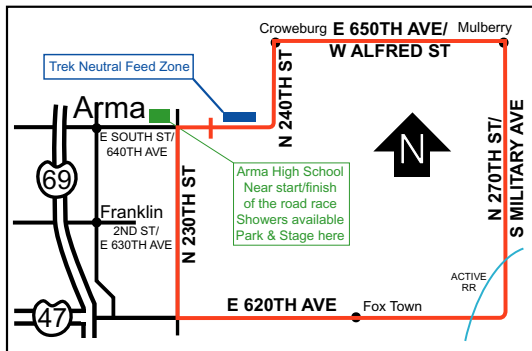 Croweburg
E 650TH AVE/
W ALFRED ST
Mulberry
Trek Neutral Feed Zone
Arma
E SOUTH ST/
640TH AVE
N 240TH ST
N
N 270TH ST/
S MILITARY AVE
69
Arma High School
Near start/finish
of the road race
Showers available
Park & Stage here
N 230TH ST
Franklin
2ND ST/
E 630TH AVE
ACTIVE
RR
47
E 620TH AVE
Fox Town